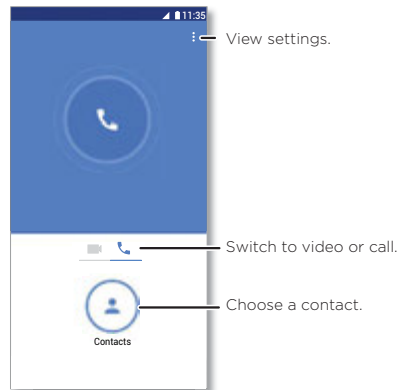 11:35
View settings.
Switch to video or call.
Choose a contact.
Contacts